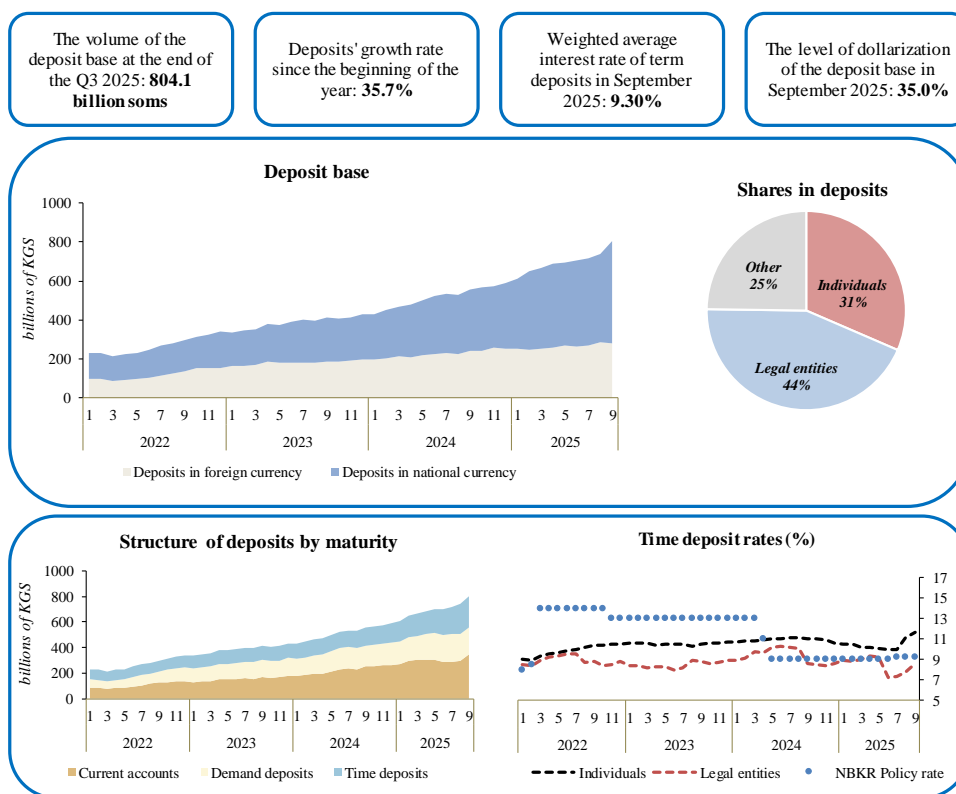 The volume of the
deposit base at the end of
the Q3 2025: 804.1
billion soms
Deposits' growth rate
since the beginning of the
year: 35.7%
Weighted average
interest rate of term
deposits in September
2025: 9.30%
The level of dollarization
of the deposit base in
September 2025: 35.0%
Deposit base
billions of KGS
1000
800
600
400
200
0
1 3 5 7 9 11 1 3 5 7 9 11 1 3 5 7 9 11 1 3 5 7 9
2022 2023 2024 2025
Deposits in foreign currency Deposits in national currency
Shares in deposits
Other
25%
Individuals
31%
Legal entities
44%
Structure of deposits by maturity
billions of KGS
1000
800
600
400
200
0
1 3 5 7 9 11 1 3 5 7 9 11 1 3 5 7 9 11 1 3 5 7 9
2022 2023 2024 2025
Current accounts Demand deposits Time deposits
Time deposit rates (%)
17
15
13
11
9
7
5
1 3 5 7 9 11 1 3 5 7 9 11 1 3 5 7 9 11 1 3 5 7 9
2022 2023 2024 2025
Individuals Legal entities NBKR Policy rate